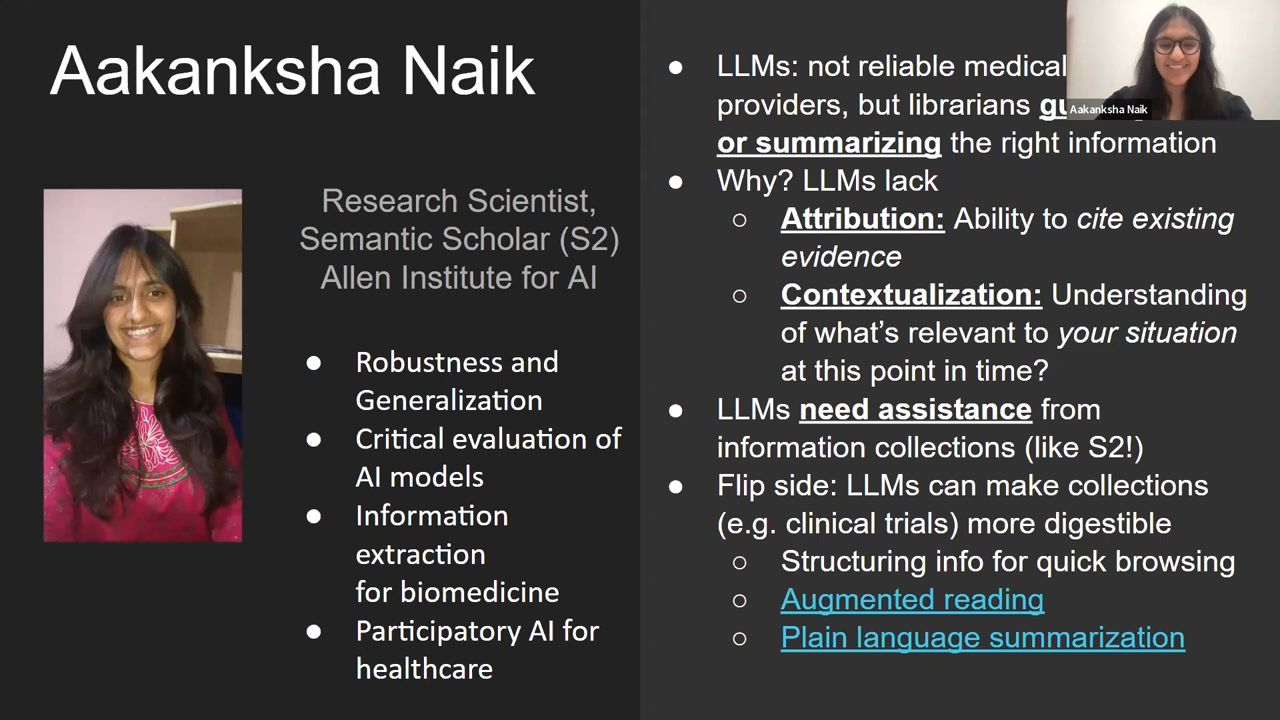 Aakanksha Naik
Research Scientist,
Semantic Scholar (S2)
Allen Institute for AI
● Robustness and
Generalization
● Critical evaluation of
AI models
● Information
extraction
for biomedicine
● Participatory AI for
healthcare
● LLMs: not reliable medical
providers, but librarians
or summarizing the right information
● Why? LLMs lack
○ Attribution: Ability to cite existing
evidence
○ Contextualization: Understanding
of what's relevant to your situation
at this point in time?
● LLMs need assistance from
information collections (like S2!)
● Flip side: LLMs can make collections
(e.g. clinical trials) more digestible
○ Structuring info for quick browsing
○ Augmented reading
○ Plain language summarization
Aakanksha Naik